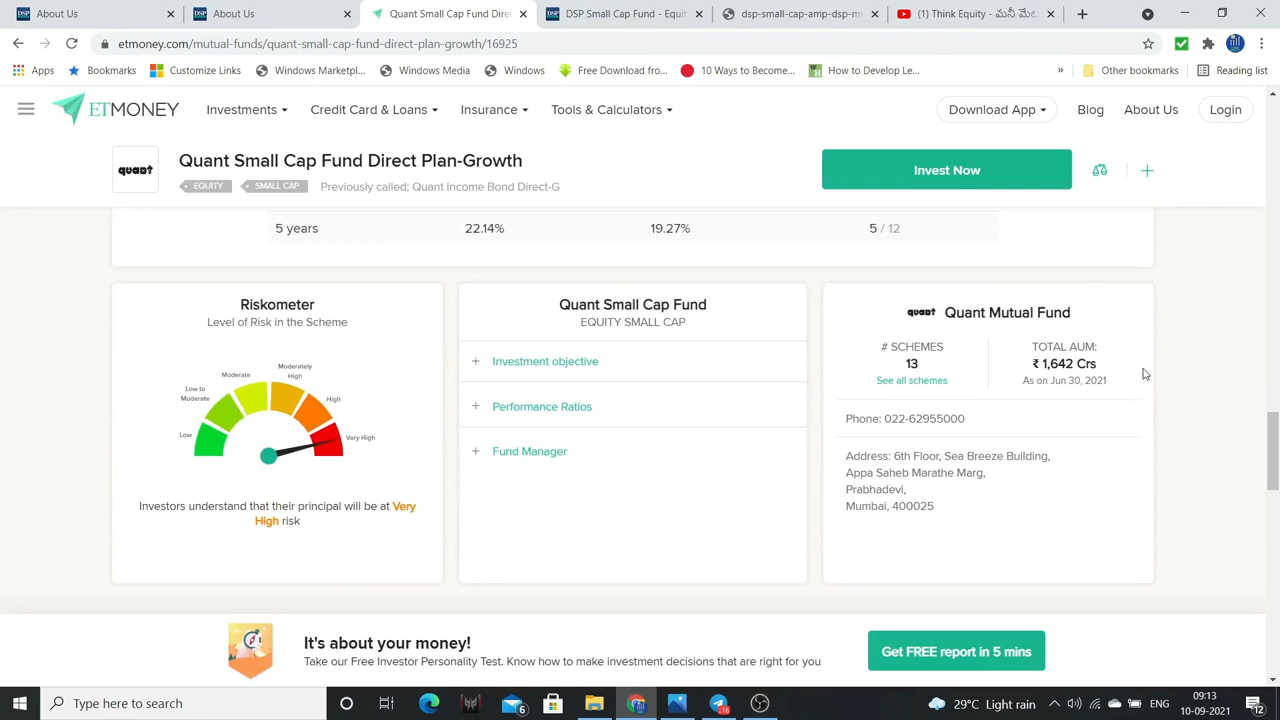 About Us
About Us
Quant Small Cap Fund Dire
DSP Small Cap Fund - Equit
dsp-small-cap-amp-dsp-m
(1) Think Equity - మనీ
etmoney.com/mutual-funds/quant-small-cap-fund-direct-plan-growth/16925
Apps
Bookmarks
Customize Links
Windows Marketpl...
Windows Media
Windows
Free Download fro...
10 Ways to Become...
How to Develop Le...
»
Other bookmarks
Reading list
ETMONEY
Investments
Credit Card & Loans
Insurance
Tools & Calculators
Download App
Blog
About Us
Login
quant
Quant Small Cap Fund Direct Plan-Growth
EQUITY
SMALL CAP
Previously called: Quant Income Bond Direct-G
Invest Now
5 years 22.14% 19.27% 5 / 12
Riskometer
Level of Risk in the Scheme
Low
Low to
Moderate
Moderate
Moderately
High
High
Very High
Investors understand that their principal will be at Very
High risk
Quant Small Cap Fund
EQUITY SMALL CAP
+ Investment objective
+ Performance Ratios
+ Fund Manager
quant Quant Mutual Fund
# SCHEMES
13
See all schemes
TOTAL AUM:
₹ 1,642 Crs
As on Jun 30, 2021
Phone: 022-62955000
Address: 6th Floor, Sea Breeze Building,
Appa Saheb Marathe Marg,
Prabhadevi,
Mumbai, 400025
It's about your money!
Take our Free Investor Personality Test. Know how to make investment decisions that are right for you
Get FREE report in 5 mins
Type here to search
6
16
29°C Light rain
ENG
09:13
10-09-2021
12